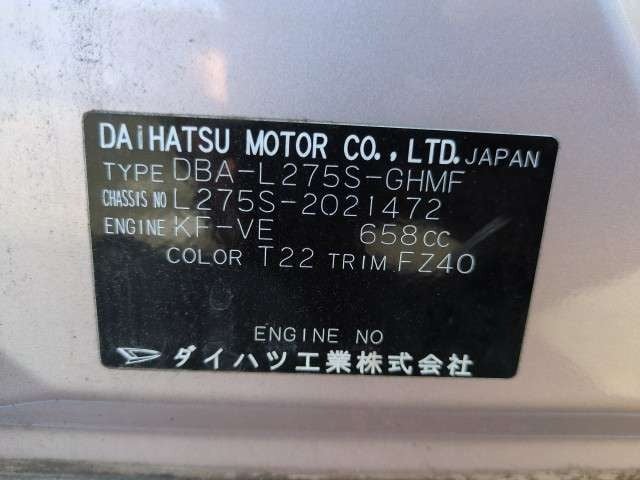 DAiHATSU MOTOR CO., LTD. JAPAN
TYPE DBA-L275S-GHMF
CHASSIS NO L275S-2021472
ENGINE KF-VE 658CC
COLOR T22 TRIM FZ40
ENGINE NO
ダイハツ工業株式会社